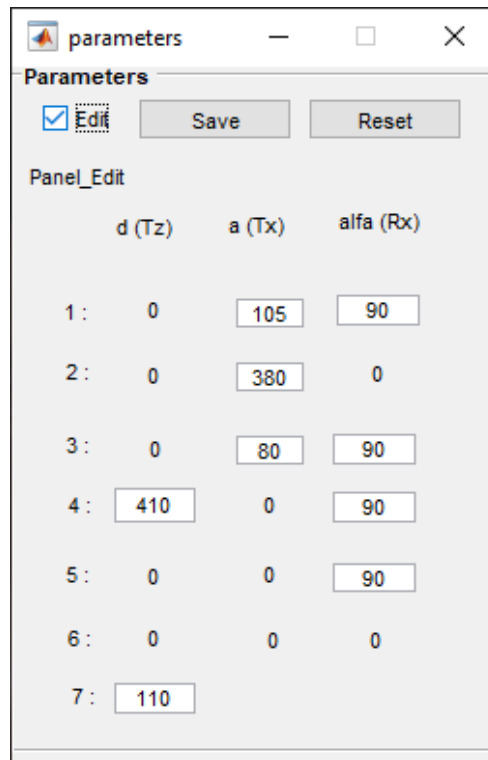 parameters
Parameters
Edit Save Reset
Panel_Edit
d (Tz) a (Tx) alfa (Rx)
1 : 0 105 90
2 : 0 380 0
3 : 0 80 90
4 : 410 0 90
5 : 0 0 90
6 : 0 0 0
7 : 110